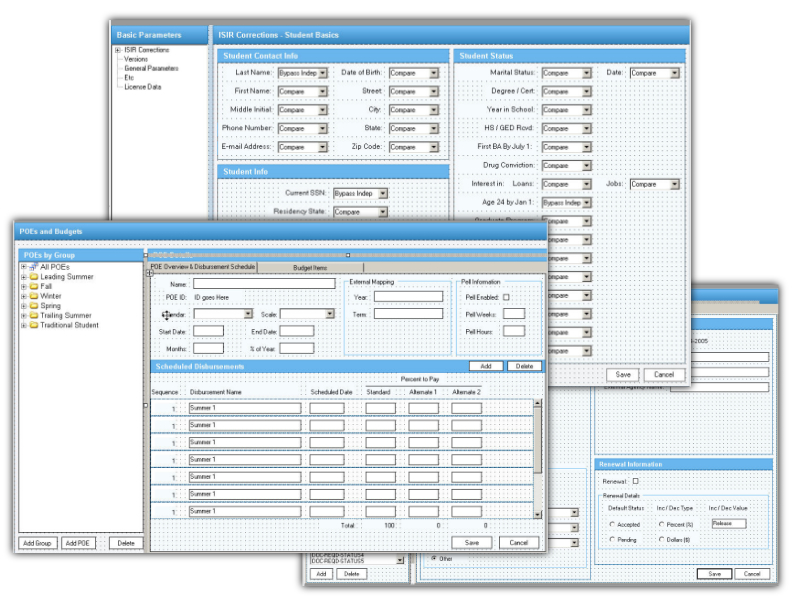 Basic Parameters
ISIR Corrections - Student Basics
ISIR Corrections
Versions
General Parameters
Etc
License Data
Student Contact Info
Last Name: Bypass Indep Date of Birth: Compare
First Name: Compare Street: Compare
Middle Initial: Compare City: Compare
Phone Number: Compare State: Compare
E-mail Address: Compare Zip Code: Compare
Student Info
Current SSN: Bypass Indep
Residency State: Compare
Student Status
Marital Status: Compare Date: Compare
Degree / Cert: Compare
Year in School: Compare
HS / GED Rcvd: Compare
First BA By July 1: Compare
Drug Conviction: Compare
Interest in: Loans: Compare Jobs: Compare
Age 24 by Jan 1: Bypass Indep
Save Cancel
POEs and Budgets
POEs by Group
All POEs
Leading Summer
Fall
Winter
Spring
Trailing Summer
Traditional Student
Add Group Add POE Delete
POE Details
POE Overview & Disbursement Schedule Budget Items
Name:
POE ID: ID goes Here
Scale:
Start Date: End Date:
Months: % of Year:
External Mapping
Year:
Term:
Pell Information
Pell Enabled:
Pell Weeks:
Pell Hours:
Scheduled Disbursements Add Delete
Percent to Pay
Sequence Disbursement Name Scheduled Date Standard Alternate 1 Alternate 2
1 Summer 1
1 Summer 1
1 Summer 1
1 Summer 1
1 Summer 1
1 Summer 1
1 Summer 1
Total: 100 0 0
Save Cancel
-2005
Renewal Information
Renewal:
Renewal Details
Default Status Inc / Dec Type Inc / Dec Value
Accepted Percent (%) Release
Pending Dollars ($)
DOC-REQD-STATUS4
DOC-REQD-STATUS5
Other
Add Delete
Save Cancel